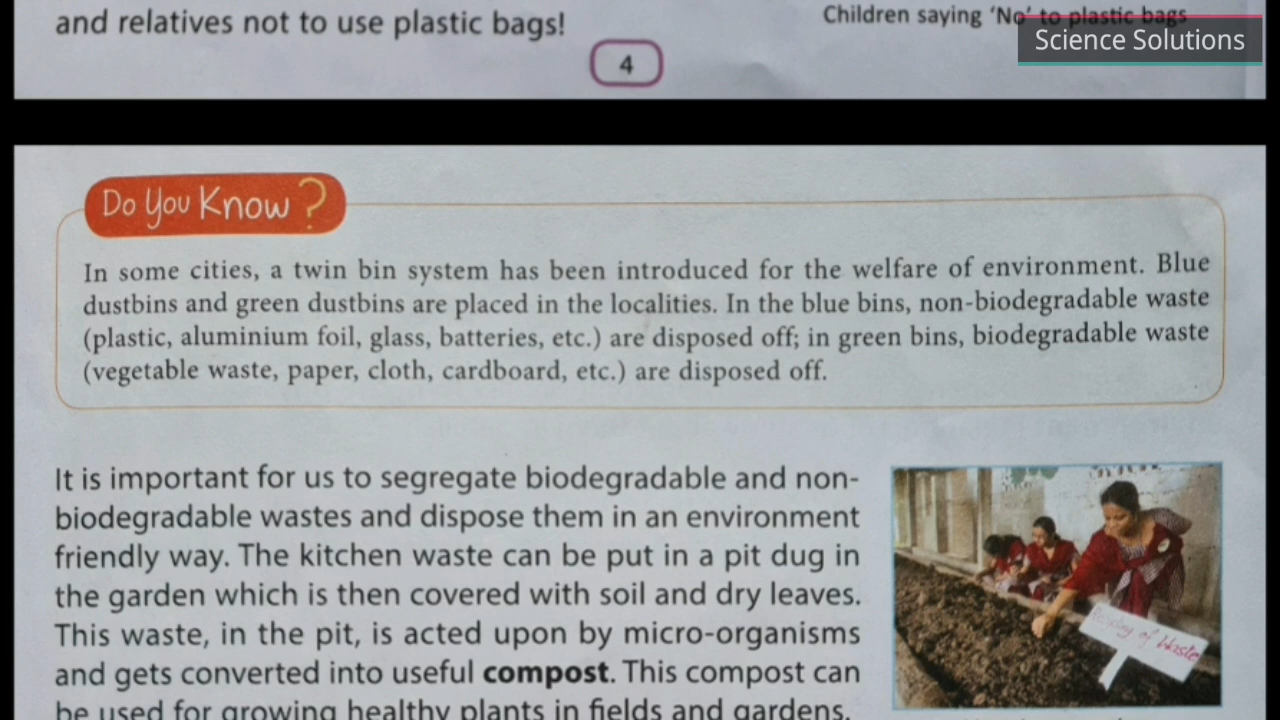 and relatives not to use plastic bags!
Children saying ‘No’ to plastic bags
Science Solutions
4
Do You Know?
In some cities, a twin bin system has been introduced for the welfare of environment. Blue
dustbins and green dustbins are placed in the localities. In the blue bins, non-biodegradable waste
(plastic, aluminium foil, glass, batteries, etc.) are disposed off; in green bins, biodegradable waste
(vegetable waste, paper, cloth, cardboard, etc.) are disposed off.
It is important for us to segregate biodegradable and non-
biodegradable wastes and dispose them in an environment
friendly way. The kitchen waste can be put in a pit dug in
the garden which is then covered with soil and dry leaves.
This waste, in the pit, is acted upon by micro-organisms
and gets converted into useful compost. This compost can
be used for growing healthy plants in fields and gardens.
of Waste